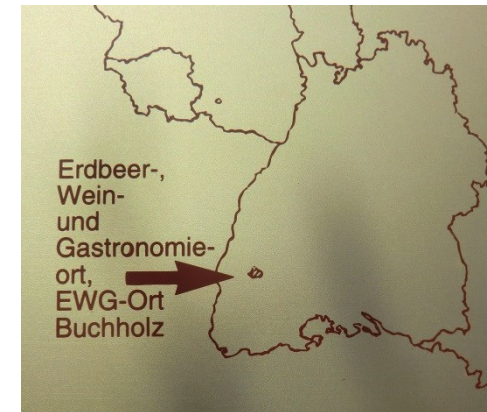 Erdbeer-,
Wein-
und
Gastronomie-
ort,
EWG-Ort
Buchholz